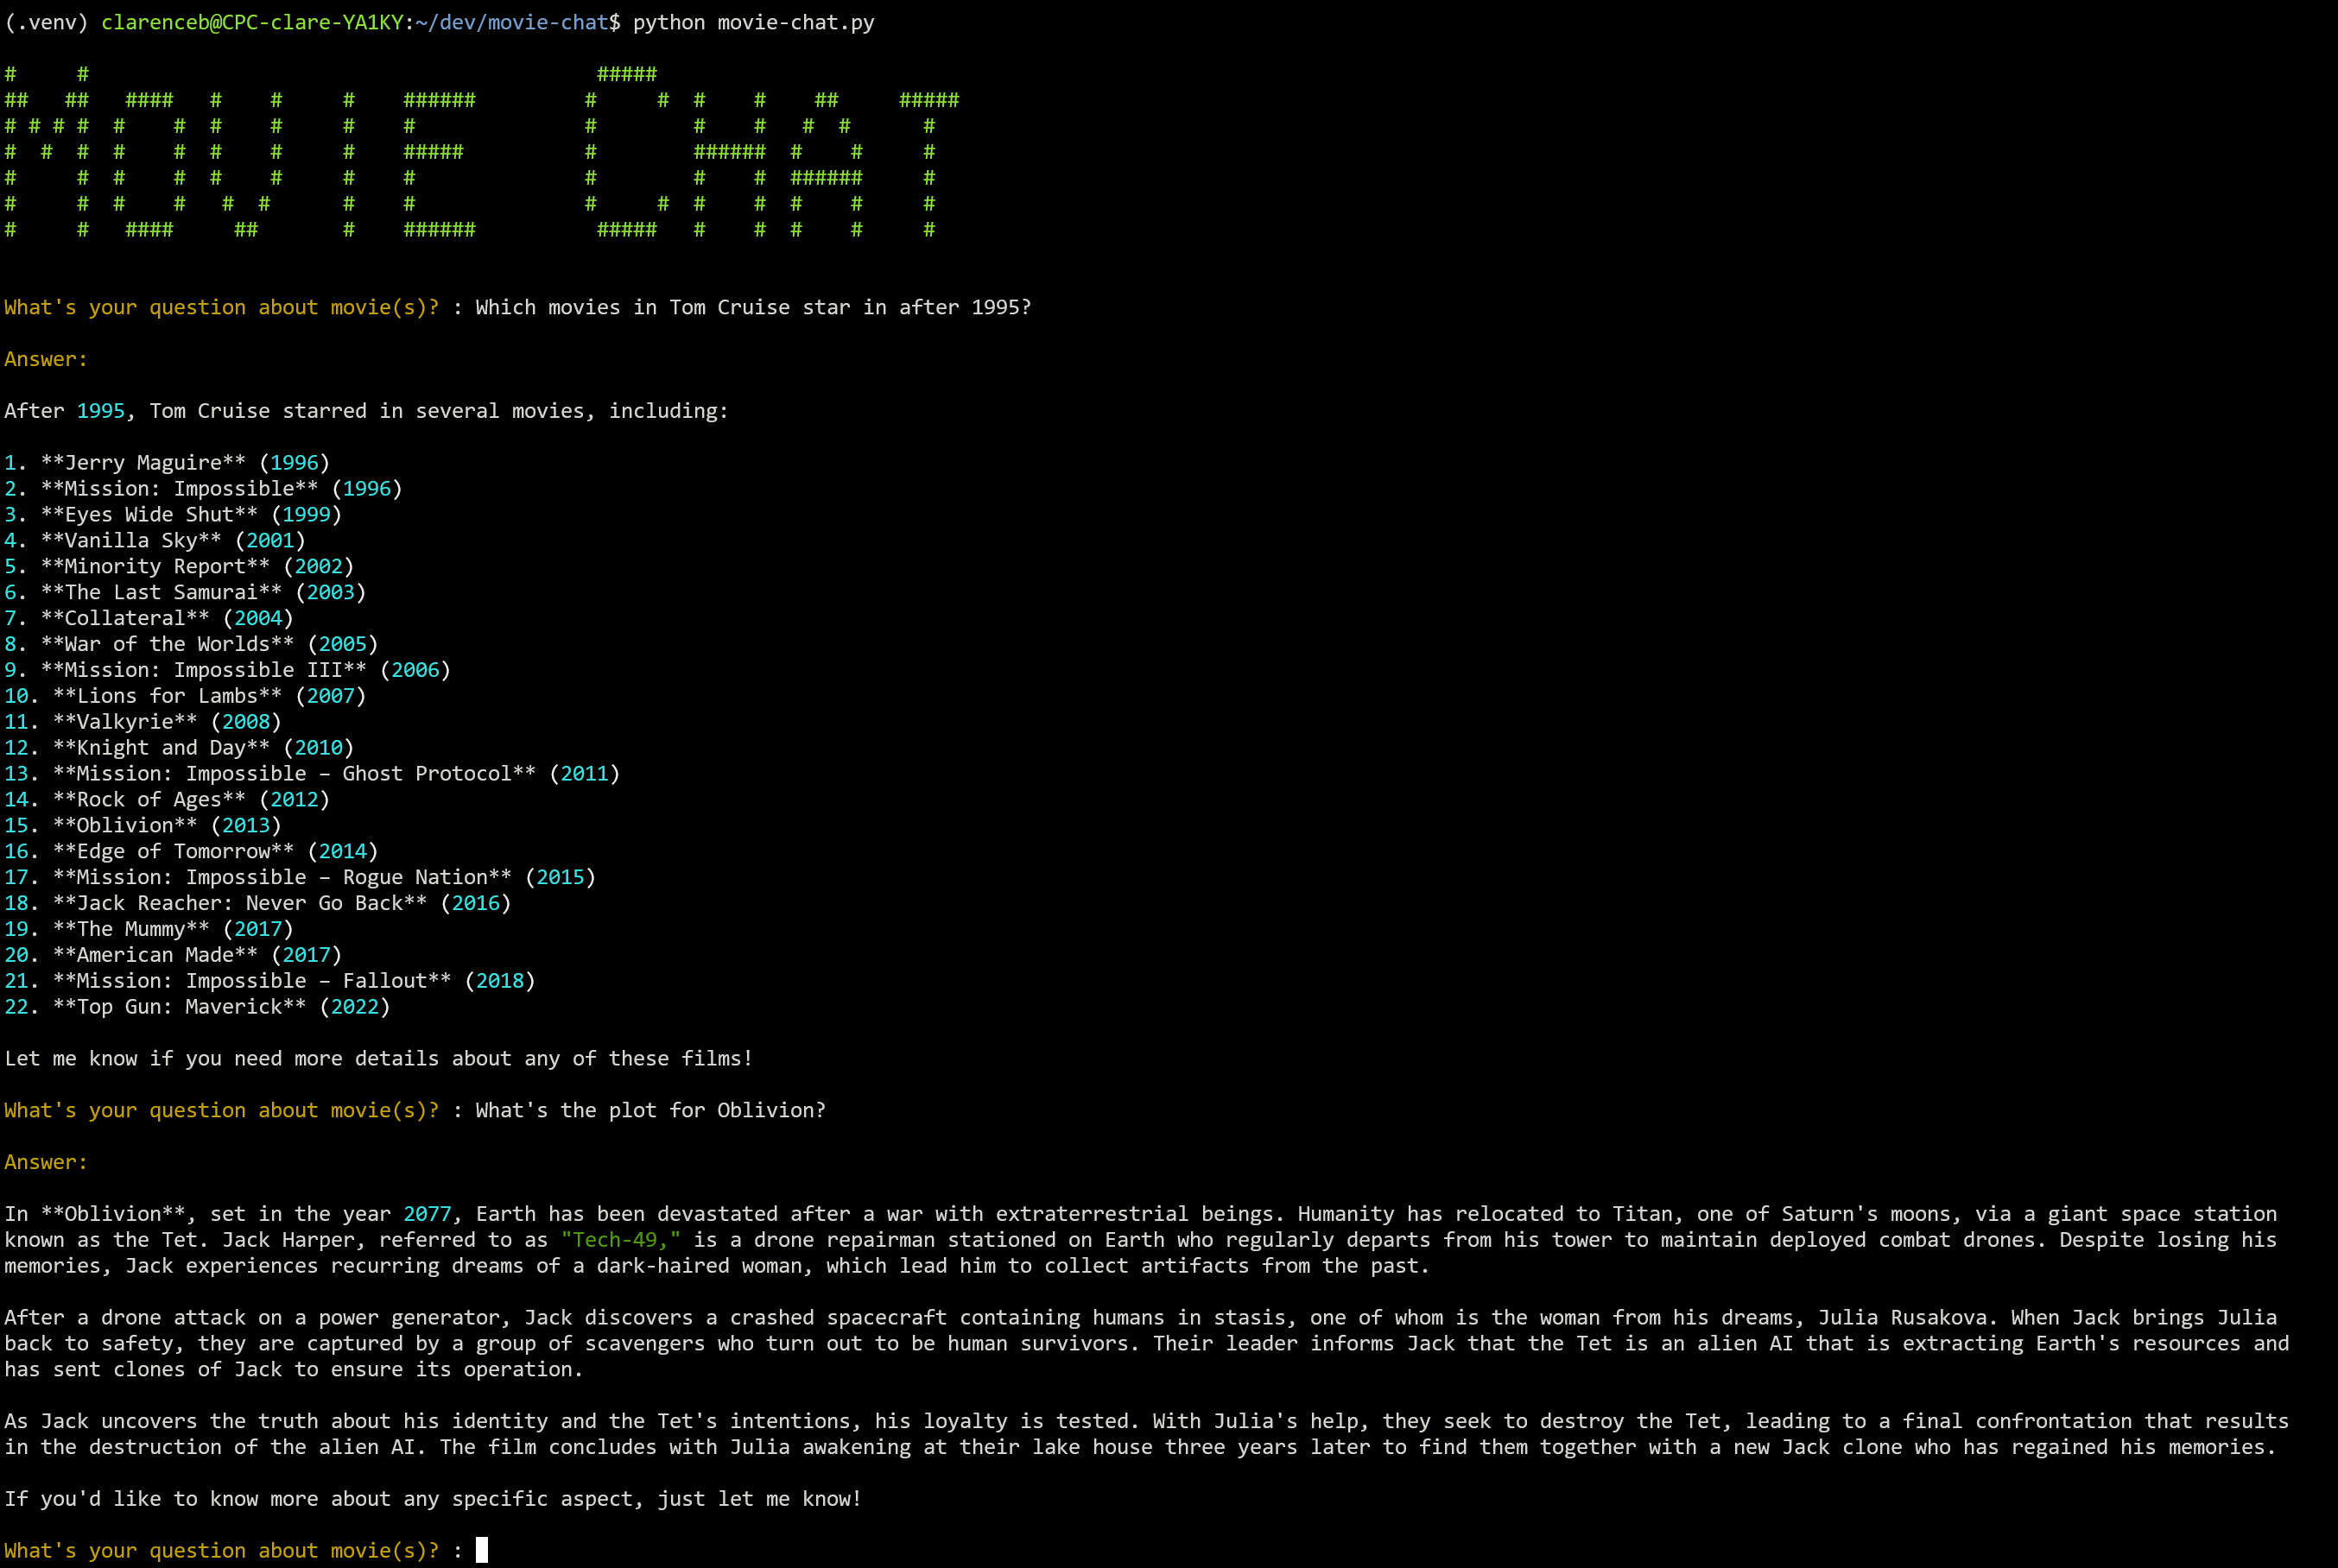 (.venv) clarenceb@CPC-clare-YA1KY:~/dev/movie-chat$ python movie-chat.py
MOVIE CHAT
What's your question about movie(s)? : Which movies in Tom Cruise star in after 1995?
Answer:
After 1995, Tom Cruise starred in several movies, including:
1. **Jerry Maguire** (1996)
2. **Mission: Impossible** (1996)
3. **Eyes Wide Shut** (1999)
4. **Vanilla Sky** (2001)
5. **Minority Report** (2002)
6. **The Last Samurai** (2003)
7. **Collateral** (2004)
8. **War of the Worlds** (2005)
9. **Mission: Impossible III** (2006)
10. **Lions for Lambs** (2007)
11. **Valkyrie** (2008)
12. **Knight and Day** (2010)
13. **Mission: Impossible – Ghost Protocol** (2011)
14. **Rock of Ages** (2012)
15. **Oblivion** (2013)
16. **Edge of Tomorrow** (2014)
17. **Mission: Impossible – Rogue Nation** (2015)
18. **Jack Reacher: Never Go Back** (2016)
19. **The Mummy** (2017)
20. **American Made** (2017)
21. **Mission: Impossible – Fallout** (2018)
22. **Top Gun: Maverick** (2022)
Let me know if you need more details about any of these films!
What's your question about movie(s)? : What's the plot for Oblivion?
Answer:
In **Oblivion**, set in the year 2077, Earth has been devastated after a war with extraterrestrial beings. Humanity has relocated to Titan, one of Saturn's moons, via a giant space station
known as the Tet. Jack Harper, referred to as "Tech-49," is a drone repairman stationed on Earth who regularly departs from his tower to maintain deployed combat drones. Despite losing his
memories, Jack experiences recurring dreams of a dark-haired woman, which lead him to collect artifacts from the past.
After a drone attack on a power generator, Jack discovers a crashed spacecraft containing humans in stasis, one of whom is the woman from his dreams, Julia Rusakova. When Jack brings Julia
back to safety, they are captured by a group of scavengers who turn out to be human survivors. Their leader informs Jack that the Tet is an alien AI that is extracting Earth's resources and
has sent clones of Jack to ensure its operation.
As Jack uncovers the truth about his identity and the Tet's intentions, his loyalty is tested. With Julia's help, they seek to destroy the Tet, leading to a final confrontation that results
in the destruction of the alien AI. The film concludes with Julia awakening at their lake house three years later to find them together with a new Jack clone who has regained his memories.
If you'd like to know more about any specific aspect, just let me know!
What's your question about movie(s)? :